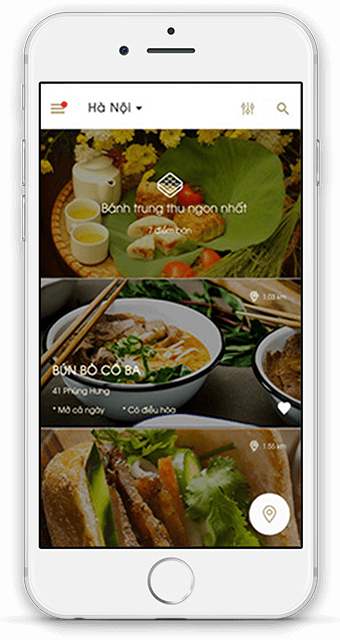 Hà Nội
Bánh trung thu ngon nhất
7 điểm bán
1.03 km
BÚN BÒ CÔ BA
41 Phùng Hưng
* Mở cả ngày * Có điều hòa
1.55 km